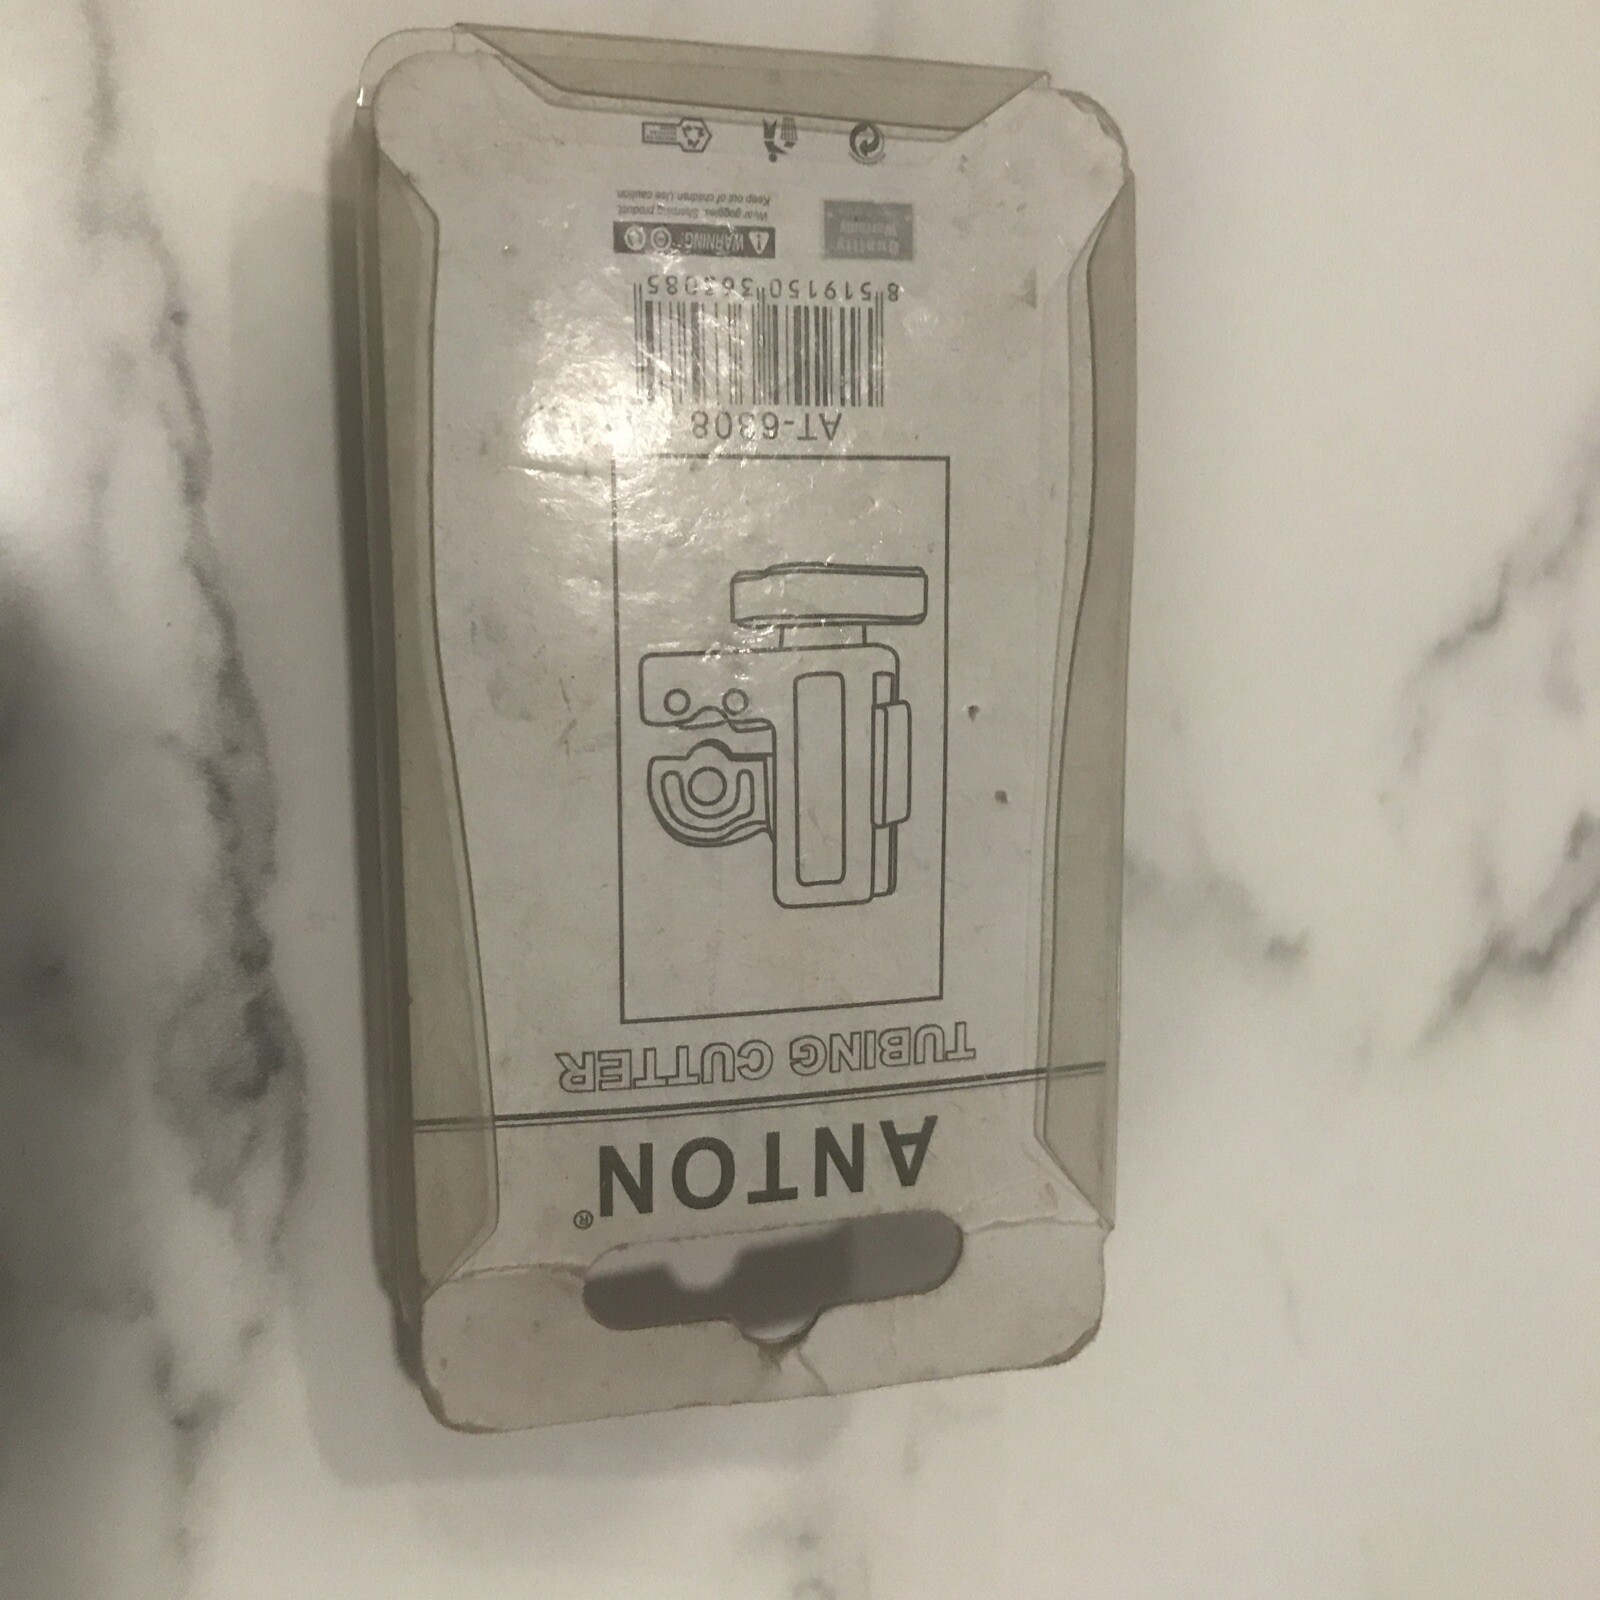 ANTON®
TUBING CUTTER
AT-6308
8 519150 363085
Quality
Warranty
WARNING
Wear goggles. Sterring product.
Keep out of children Use caution